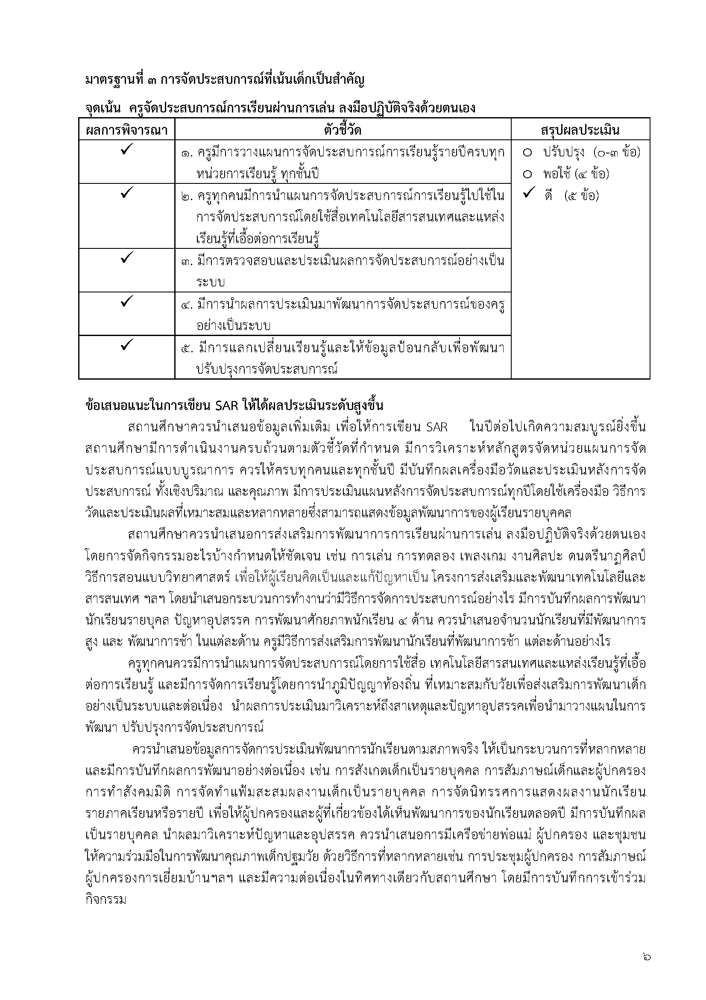 มาตรฐานที่ ๓ การจัดประสบการณ์ที่เน้นเด็กเป็นสำคัญ
จุดเน้น ครูจัดประสบการณ์การเรียนผ่านการเล่น ลงมือปฏิบัติจริงด้วยตนเอง
ผลการพิจารณา ตัวชี้วัด สรุปผลประเมิน
✓ ๑. ครูมีการวางแผนการจัดประสบการณ์การเรียนรู้รายปีครบทุก
หน่วยการเรียนรู้ ทุกชั้นปี
✓ ๒. ครูทุกคนมีการนำแผนการจัดประสบการณ์การเรียนรู้ไปใช้ใน
การจัดประสบการณ์โดยใช้สื่อเทคโนโลยีสารสนเทศและแหล่ง
เรียนรู้ที่เอื้อต่อการเรียนรู้
✓ ๓. มีการตรวจสอบและประเมินผลการจัดประสบการณ์อย่างเป็น
ระบบ
✓ ๔. มีการนำผลการประเมินมาพัฒนาการจัดประสบการณ์ของครู
อย่างเป็นระบบ
✓ ๕. มีการแลกเปลี่ยนเรียนรู้และให้ข้อมูลป้อนกลับเพื่อพัฒนา
ปรับปรุงการจัดประสบการณ์
○ ปรับปรุง (๐-๓ ข้อ)
○ พอใช้ (๔ ข้อ)
✓ ดี (๕ ข้อ)
ข้อเสนอแนะในการเขียน SAR ให้ได้ผลประเมินระดับสูงขึ้น
สถานศึกษาควรนำเสนอข้อมูลเพิ่มเติม เพื่อให้การเขียน SAR ในปีต่อไปเกิดความสมบูรณ์ยิ่งขึ้น
สถานศึกษามีการดำเนินงานครบถ้วนตามตัวชี้วัดที่กำหนด มีการวิเคราะห์หลักสูตรจัดหน่วยแผนการจัด
ประสบการณ์แบบบูรณาการ ควรให้ครบทุกคนและทุกชั้นปี มีบันทึกผลเครื่องมือวัดและประเมินหลังการจัด
ประสบการณ์ ทั้งเชิงปริมาณ และคุณภาพ มีการประเมินแผนหลังการจัดประสบการณ์ทุกปีโดยใช้เครื่องมือ วิธีการ
วัดและประเมินผลที่เหมาะสมและหลากหลายซึ่งสามารถแสดงข้อมูลพัฒนาการของผู้เรียนรายบุคคล
สถานศึกษาควรนำเสนอการส่งเสริมการพัฒนาการการเรียนผ่านการเล่น ลงมือปฏิบัติจริงด้วยตนเอง
โดยการจัดกิจกรรมอะไรบ้างกำหนดให้ชัดเจน เช่น การเล่น การทดลอง เพลงเกม งานศิลปะ ดนตรีนาฏศิลป์
วิธีการสอนแบบวิทยาศาสตร์ เพื่อให้ผู้เรียนคิดเป็นและแก้ปัญหาเป็น โครงการส่งเสริมและพัฒนาเทคโนโลยีและ
สารสนเทศ ฯลฯ โดยนำเสนอกระบวนการทำงานว่ามีวิธีการจัดการประสบการณ์อย่างไร มีการบันทึกผลการพัฒนา
นักเรียนรายบุคล ปัญหาอุปสรรค การพัฒนาศักยภาพนักเรียน ๔ ด้าน ควรนำเสนอจำนวนนักเรียนที่มีพัฒนาการ
สูง และ พัฒนาการช้า ในแต่ละด้าน ครูมีวิธีการส่งเสริมการพัฒนานักเรียนที่พัฒนาการช้า แต่ละด้านอย่างไร
ครูทุกคนควรมีการนำแผนการจัดประสบการณ์โดยการใช้สื่อ เทคโนโลยีสารสนเทศและแหล่งเรียนรู้ที่เอื้อ
ต่อการเรียนรู้ และมีการจัดการเรียนรู้โดยการนำภูมิปัญญาท้องถิ่น ที่เหมาะสมกับวัยเพื่อส่งเสริมการพัฒนาเด็ก
อย่างเป็นระบบและต่อเนื่อง นำผลการประเมินมาวิเคราะห์ถึงสาเหตุและปัญหาอุปสรรคเพื่อนำมาวางแผนในการ
พัฒนา ปรับปรุงการจัดประสบการณ์
ควรนำเสนอข้อมูลการจัดการประเมินพัฒนาการนักเรียนตามสภาพจริง ให้เป็นกระบวนการที่หลากหลาย
และมีการบันทึกผลการพัฒนาอย่างต่อเนื่อง เช่น การสังเกตเด็กเป็นรายบุคคล การสัมภาษณ์เด็กและผู้ปกครอง
การทำสังคมมิติ การจัดทำแฟ้มสะสมผลงานเด็กเป็นรายบุคคล การจัดนิทรรศการแสดงผลงานนักเรียน
รายภาคเรียนหรือรายปี เพื่อให้ผู้ปกครองและผู้ที่เกี่ยวข้องได้เห็นพัฒนาการของนักเรียนตลอดปี มีการบันทึกผล
เป็นรายบุคคล นำผลมาวิเคราะห์ปัญหาและอุปสรรค ควรนำเสนอการมีเครือข่ายพ่อแม่ ผู้ปกครอง และชุมชน
ให้ความร่วมมือในการพัฒนาคุณภาพเด็กปฐมวัย ด้วยวิธีการที่หลากหลายเช่น การประชุมผู้ปกครอง การสัมภาษณ์
ผู้ปกครองการเยี่ยมบ้านฯลฯ และมีความต่อเนื่องในทิศทางเดียวกับสถานศึกษา โดยมีการบันทึกการเข้าร่วม
กิจกรรม
๖